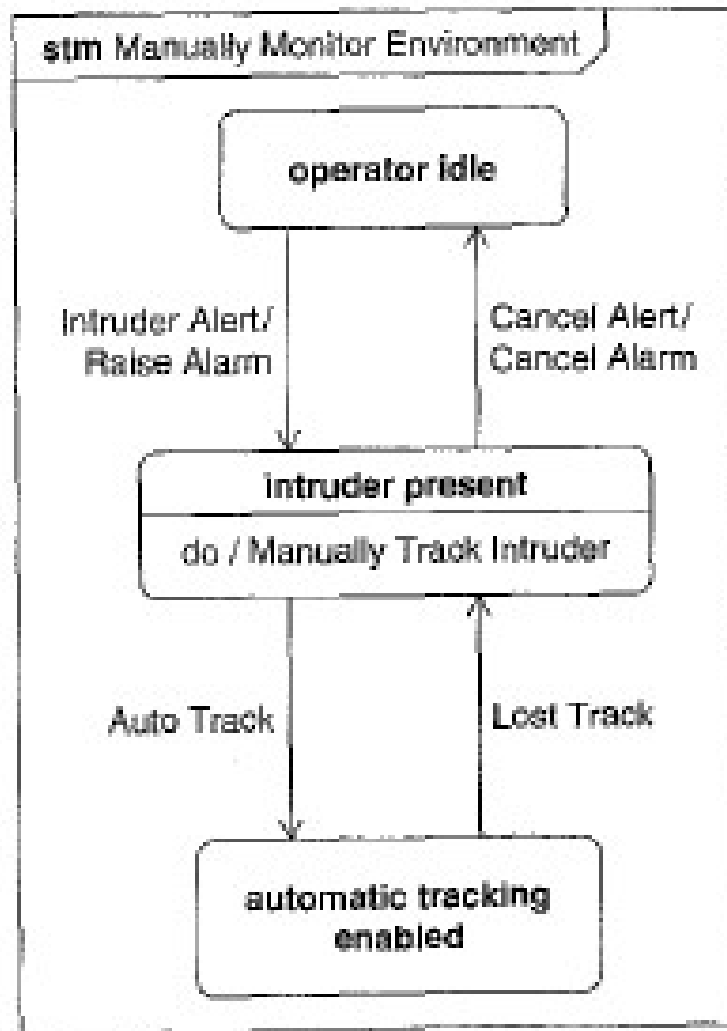 stm Manually Monitor Environment
operator idle
Intruder Alert/
Raise Alarm
Cancel Alert/
Cancel Alarm
intruder present
do / Manually Track Intruder
Auto Track
Lost Track
automatic tracking
enabled